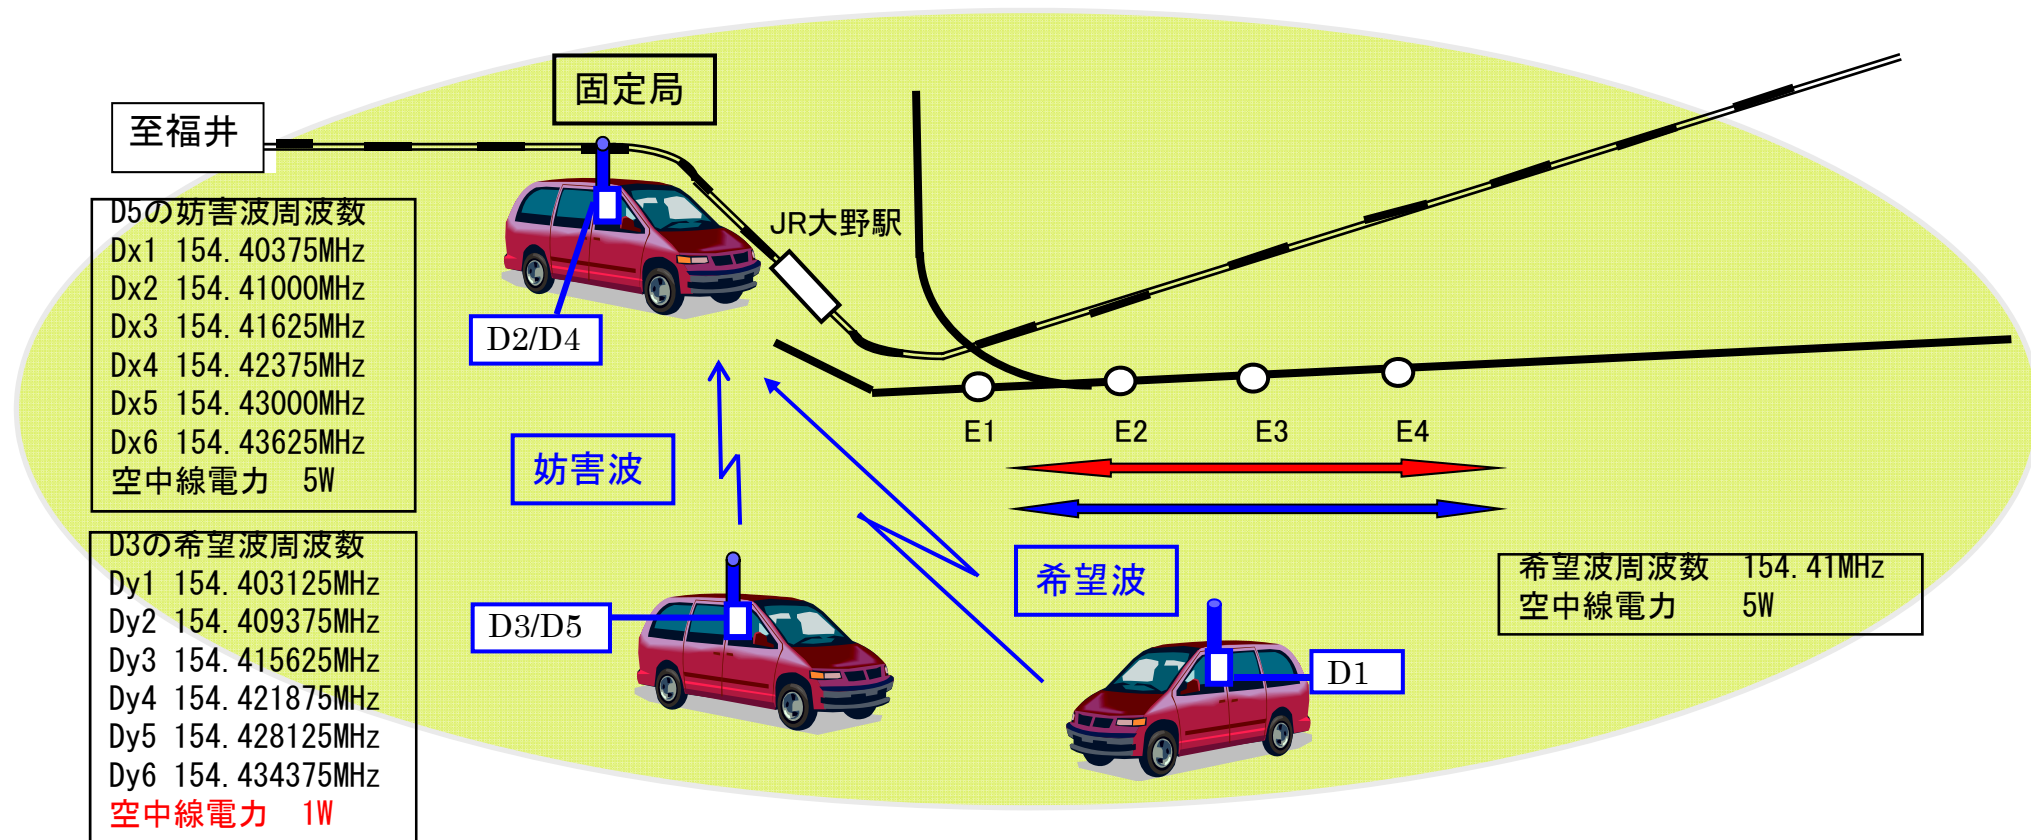 固定局
至福井
D5の妨害波周波数
Dx1 154.40375MHz
Dx2 154.41000MHz
Dx3 154.41625MHz
Dx4 154.42375MHz
Dx5 154.43000MHz
Dx6 154.43625MHz
空中線電力 5W
JR大野駅
D2/D4
E1 E2 E3 E4
妨害波
D3の希望波周波数
Dy1 154.403125MHz
Dy2 154.409375MHz
Dy3 154.415625MHz
Dy4 154.421875MHz
Dy5 154.428125MHz
Dy6 154.434375MHz
空中線電力 1W
希望波
D3/D5
D1
希望波周波数 154.41MHz
空中線電力 5W